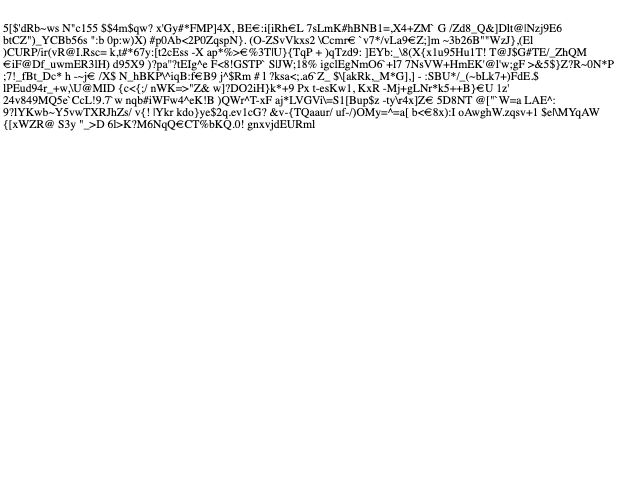 5[$'dRb~ws N"c155 $$4m$qw? x'Gy#*FMP]4X, BE€:i[iRh€L 7sLmK#hBNB1=,X4+ZM` G /Zd8_Q&]Dlt@|Nzj9E6
btCZ")_YCBb56s ":b 0p:w)X) #p0Ab<2P0ZqspN}. (O-ZSvVkxs2 \Ccmr€ `v7*/vLa9€Z;]m ~3b26B""WzJ},(El
)CURP/ir(vR@I.Rsc= k,t#*67y:[t2cEss -X ap*%>€%3T|U}{TqP + )qTzd9: ]EYb:_\8(X{x1u95Hu1T! T@J$G#TE/_ZhQM
€iF@Df_uwmER3lH) d95X9 )?pa"?tEIg^e F<8!GSTP` S|JW;18% igclEgNmO6`+l7 7NsVW+HmEK'@l'w;gF >&5$}Z?R~0N*P
;7!_fBt_Dc* h -~j€ /X$ N_hBKP\^iqB:f€B9 j^$Rm # 1 ?ksa<;,a6`Z_ $\[akRk,_M*G],] - :SBU*/_(~bLk7+)FdE.$
lPEud94r_+w,\U@MID {c<{;/ nWK=>"Z& w]?DO2iH}k*+9 Px t-esKw1, KxR -Mj+gLNr*k5++B}€U 1z'
24v849MQ5e`CcL!9.7`w nqb#iWFw4^eK!B )QWr^T-xF aj*LVGVi\=S1[Bup$z -ty\r4x]Z€ 5D8NT @["`W=a LAE^:
9?lYKwb~Y5vwTXRJhZs/ v{! |Ykr kdo}ye$2q.ev1cG? &v-{TQaaur/ uf-/)OMy=^=a[ b<€8x):I oAwghW.zqsv+1 $el\MYqAW
{[xWZR@ S3y "_>D 6l>K?M6NqQ€CT%bKQ.0! gnxvjdEURml